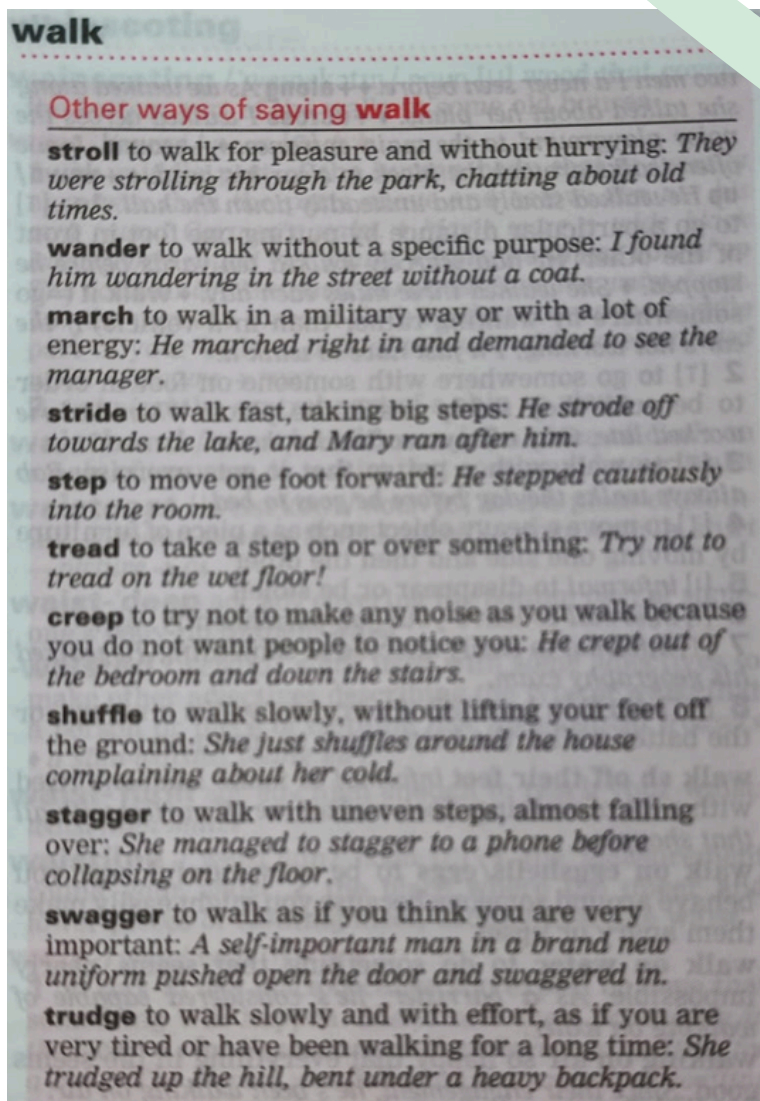 walk
Other ways of saying walk
stroll to walk for pleasure and without hurrying: They
were strolling through the park, chatting about old
times.
wander to walk without a specific purpose: I found
him wandering in the street without a coat.
march to walk in a military way or with a lot of
energy: He marched right in and demanded to see the
manager.
stride to walk fast, taking big steps: He strode off
towards the lake, and Mary ran after him.
step to move one foot forward: He stepped cautiously
into the room.
tread to take a step on or over something: Try not to
tread on the wet floor!
creep to try not to make any noise as you walk because
you do not want people to notice you: He crept out of
the bedroom and down the stairs.
shuffle to walk slowly, without lifting your feet off
the ground: She just shuffles around the house
complaining about her cold.
stagger to walk with uneven steps, almost falling
over: She managed to stagger to a phone before
collapsing on the floor.
swagger to walk as if you think you are very
important: A self-important man in a brand new
uniform pushed open the door and swaggered in.
trudge to walk slowly and with effort, as if you are
very tired or have been walking for a long time: She
trudged up the hill, bent under a heavy backpack.